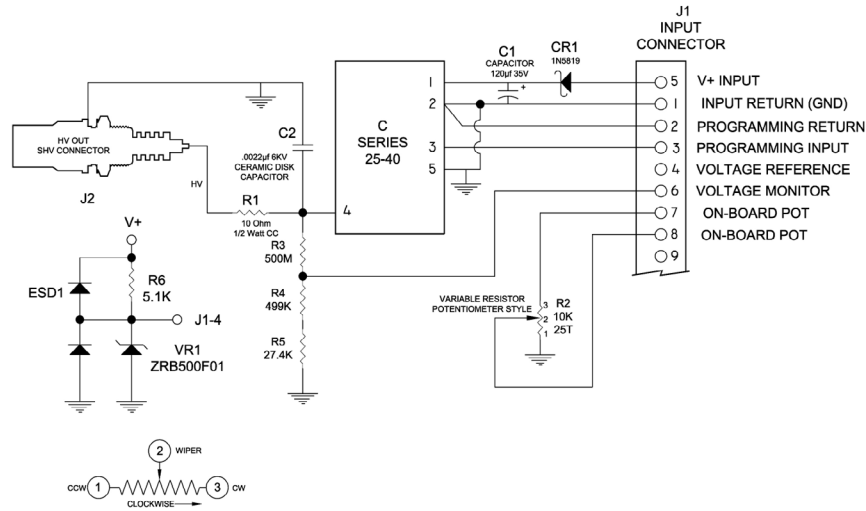 J1
INPUT
CONNECTOR
C1
CAPACITOR
120µf 35V
+
CR1
1N5819
5 V+ INPUT
1 INPUT RETURN (GND)
2 PROGRAMMING RETURN
3 PROGRAMMING INPUT
4 VOLTAGE REFERENCE
6 VOLTAGE MONITOR
7 ON-BOARD POT
8 ON-BOARD POT
9
C
SERIES
25-40
1
2
3
5
4
HV OUT
SHV CONNECTOR
J2
C2
.0022µf 6KV
CERAMIC DISK
CAPACITOR
HV
R1
10 Ohm
1/2 Watt CC
R3
500M
R4
499K
R5
27.4K
VARIABLE RESISTOR
POTENTIOMETER STYLE
R2
10K
25T
3
2
1
V+
ESD1
R6
5.1K
J1-4
VR1
ZRB500F01
2 WIPER
CCW 1
3 CW
CLOCKWISE